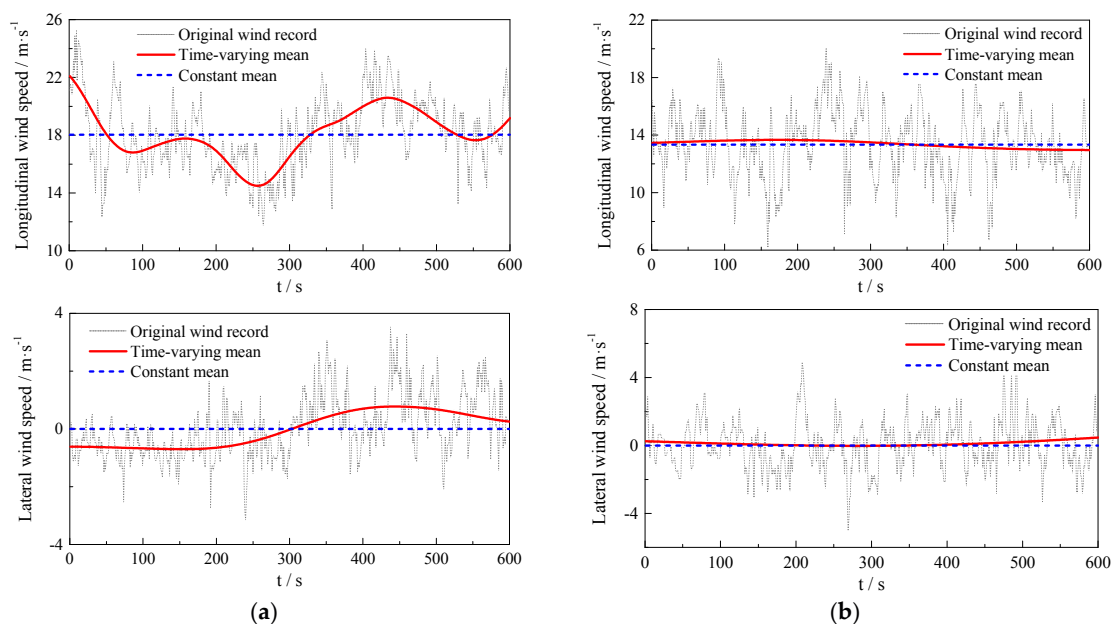 26
22
18
14
10
Longitudinal wind speed / m·s-1
Original wind record
Time-varying mean
Constant mean
0 100 200 300 400 500 600
t / s
22
18
14
10
6
Longitudinal wind speed / m·s-1
Original wind record
Time-varying mean
Constant mean
0 100 200 300 400 500 600
t / s
4
0
-4
Lateral wind speed / m·s-1
Original wind record
Time-varying mean
Constant mean
0 100 200 300 400 500 600
t / s
(a)
8
4
0
-4
Lateral wind speed / m·s-1
Original wind record
Time-varying mean
Constant mean
0 100 200 300 400 500 600
t / s
(b)